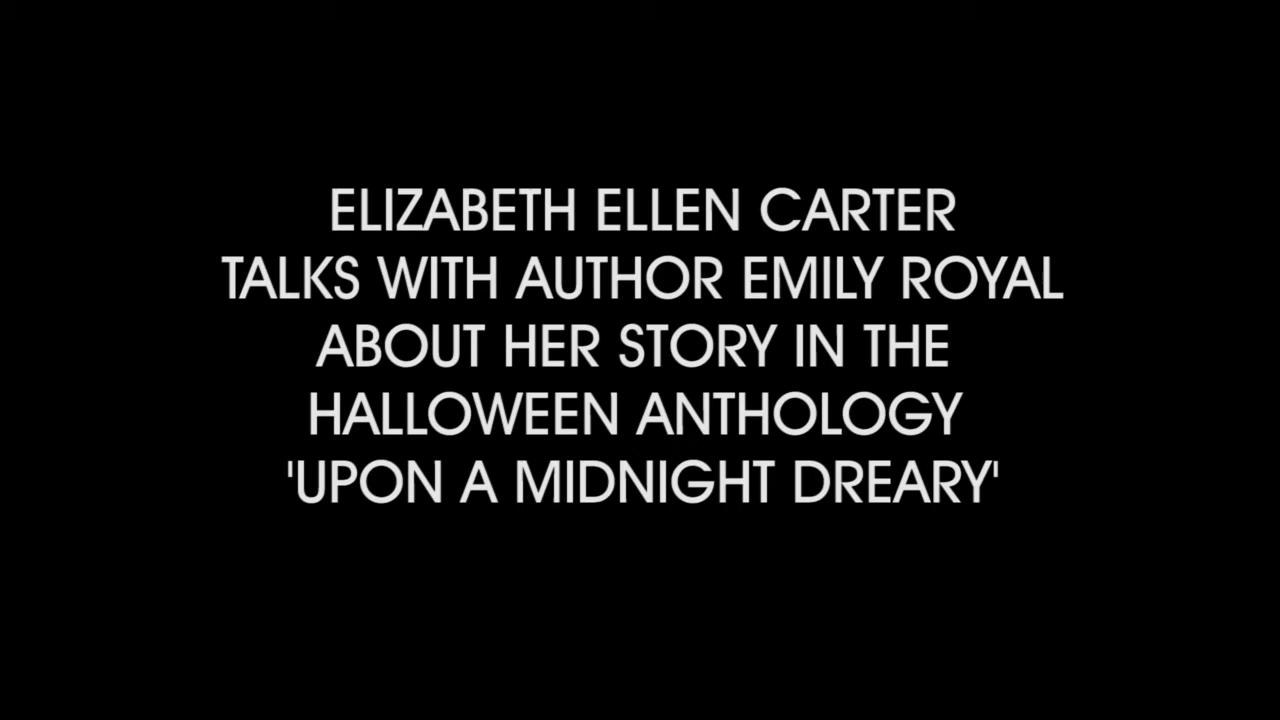 ELIZABETH ELLEN CARTER
TALKS WITH AUTHOR EMILY ROYAL
ABOUT HER STORY IN THE
HALLOWEEN ANTHOLOGY
'UPON A MIDNIGHT DREARY'